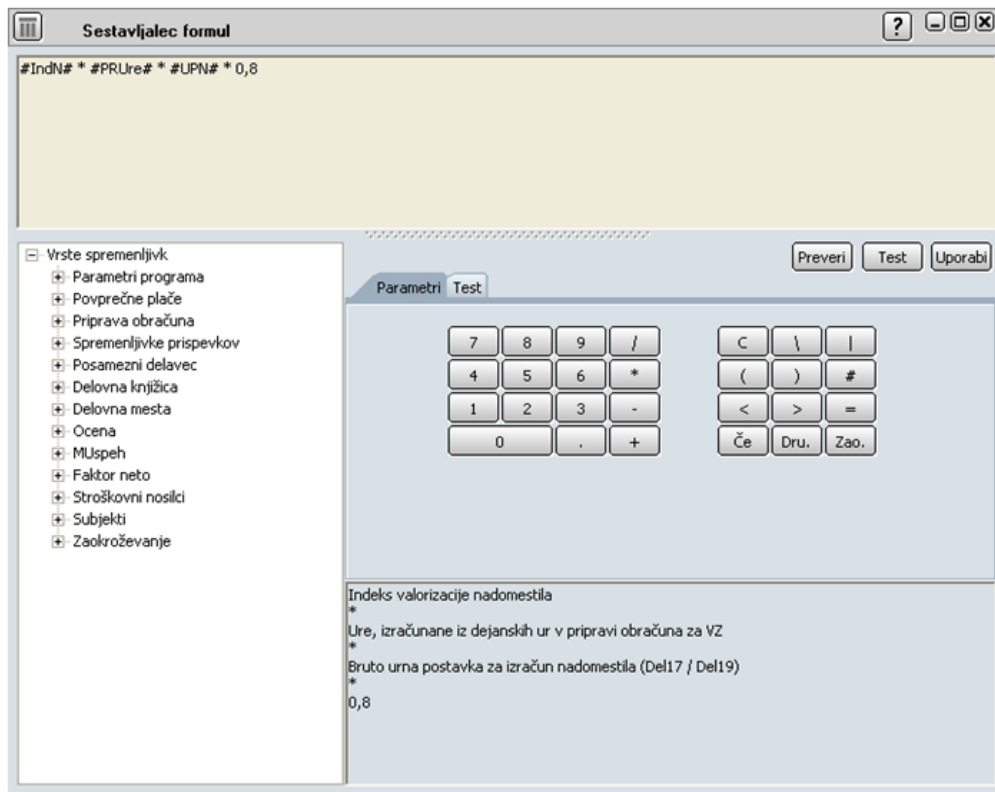 Sestavljalec formul
?
#IndN# * #PRUre# * #UPN# * 0,8
Vrste spremenljivk
Parametri programa
Povprečne plače
Priprava obračuna
Spremenljivke prispevkov
Posamezni delavec
Delovna knjižica
Delovna mesta
Ocena
MUspeh
Faktor neto
Stroškovni nosilci
Subjekti
Zaokroževanje
Preveri Test Uporabi
Parametri Test
7 8 9 / C \ |
4 5 6 * ( ) #
1 2 3 - < > =
0 . + Če Dru. Zao.
Indeks valorizacije nadomestila
*
Ure, izračunane iz dejanskih ur v pripravi obračuna za VZ
*
Bruto urna postavka za izračun nadomestila (Del17 / Del19)
*
0,8